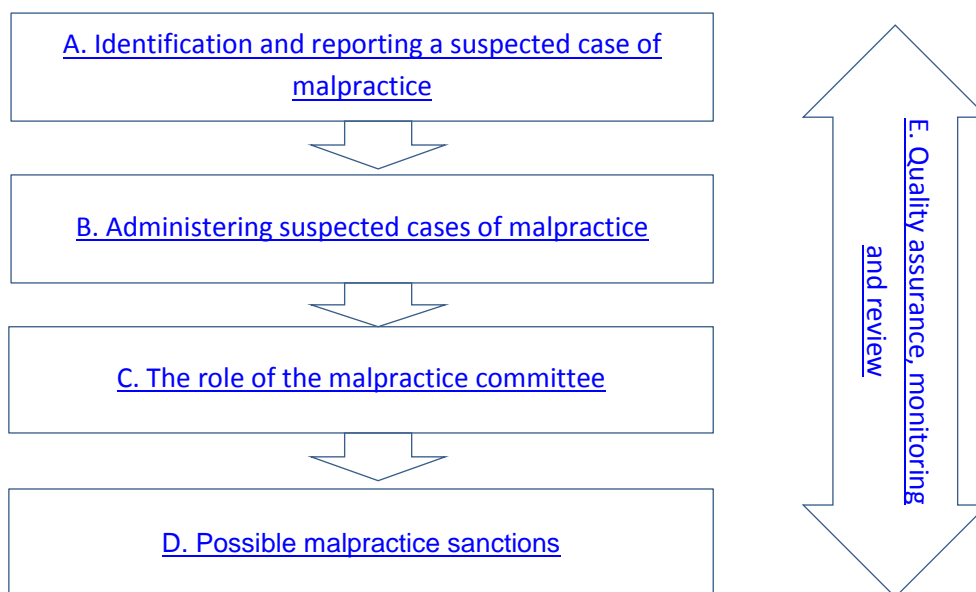 A. Identification and reporting a suspected case of
malpractice
B. Administering suspected cases of malpractice
C. The role of the malpractice committee
D. Possible malpractice sanctions
E. Quality assurance, monitoring
and review